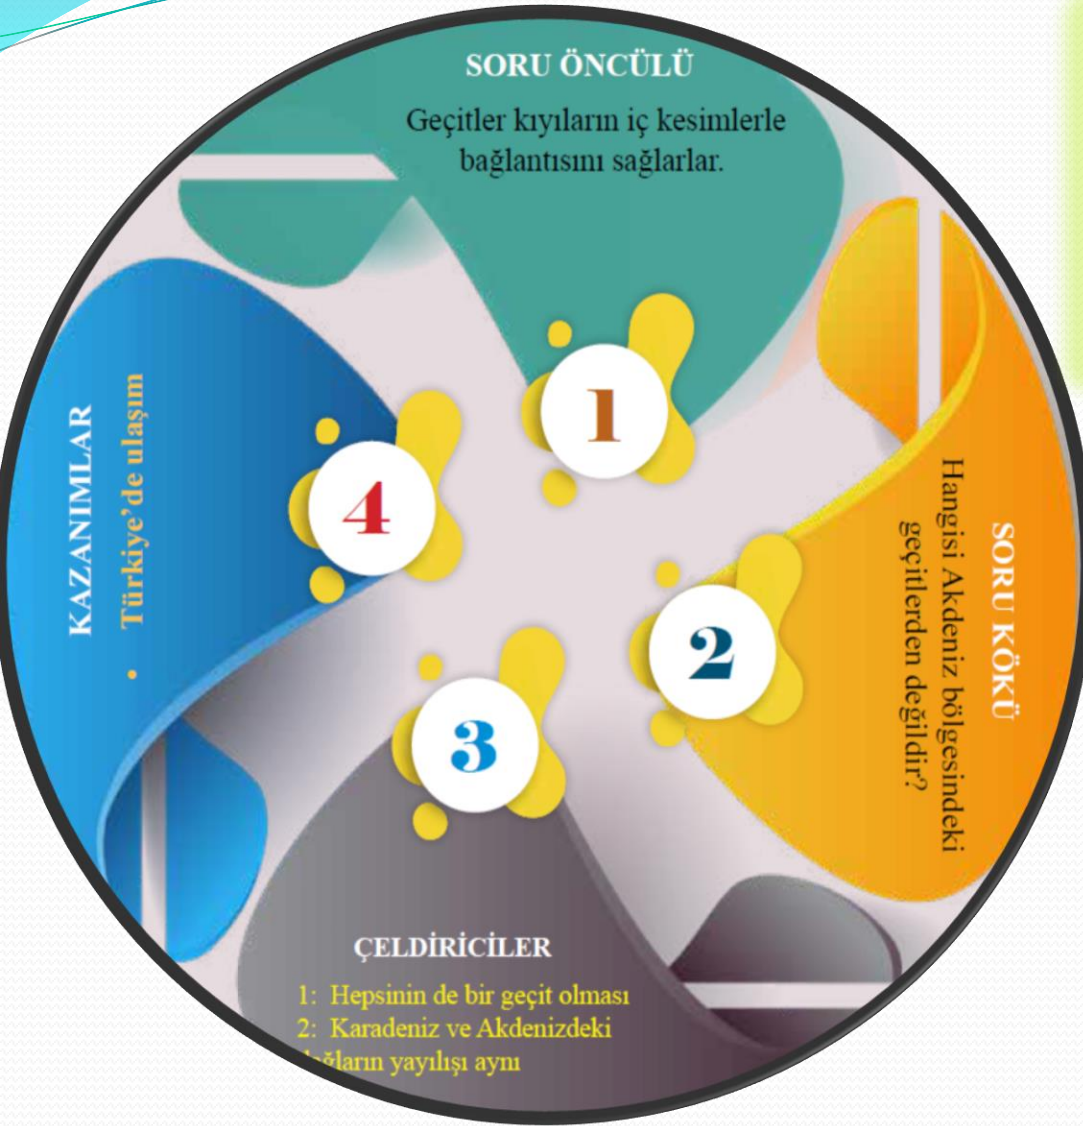 SORU ÖNCÜLÜ
Geçitler kıyıların iç kesimlerle
bağlantısını sağlarlar.
1
SORU KÖKÜ
Hangisi Akdeniz bölgesindeki
geçitlerden değildir?
2
3
ÇELDİRİCİLER
1: Hepsinin de bir geçit olması
2: Karadeniz ve Akdenizdeki
yayılışı aynı
4
KAZANIMLAR
• Türkiye’de ulaşım